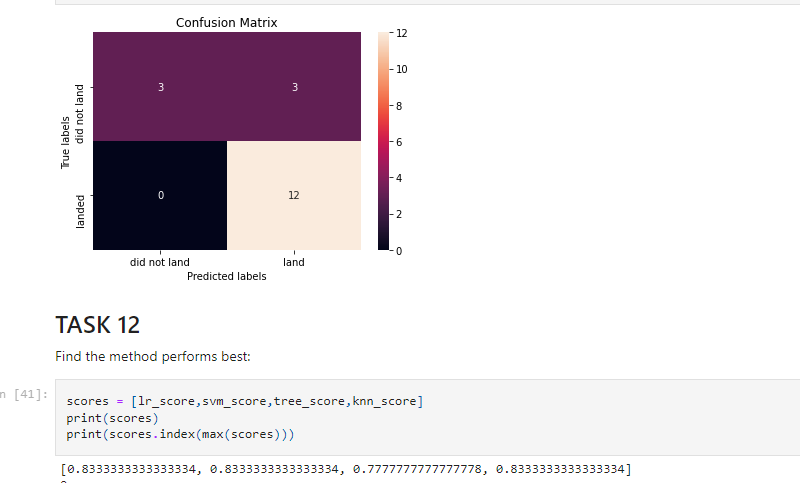 Confusion Matrix
12
10
8
6
4
2
0
True labels
did not land
landed
3
3
0
12
did not land
land
Predicted labels
TASK 12
Find the method performs best:
n [41]:
scores = [lr_score,svm_score,tree_score,knn_score]
print(scores)
print(scores.index(max(scores)))
[0.8333333333333334, 0.8333333333333334, 0.7777777777777778, 0.8333333333333334]